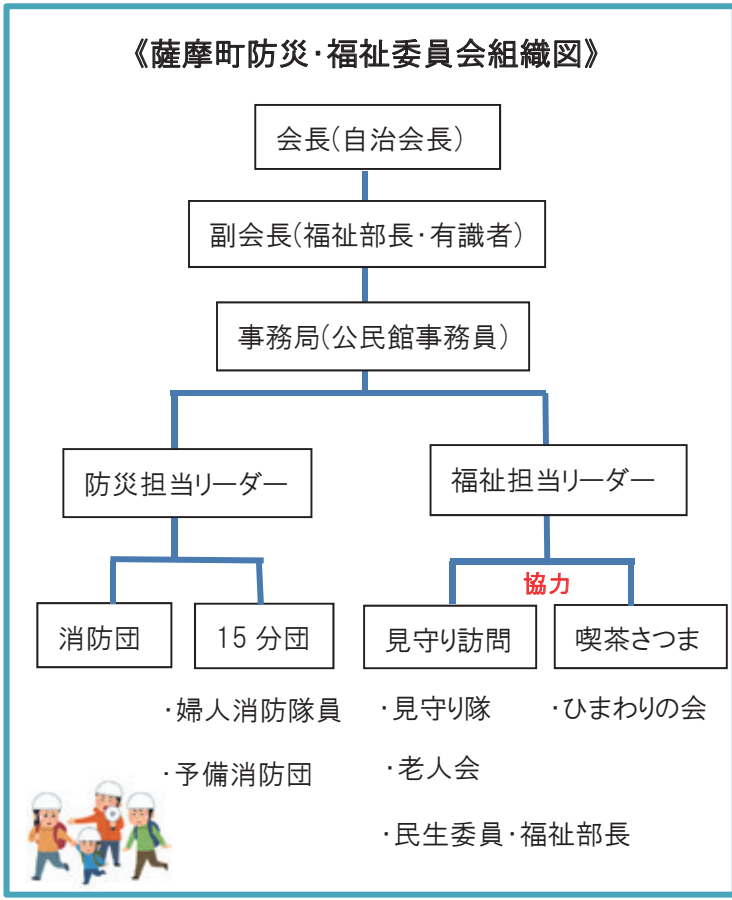 《薩摩町防災・福祉委員会組織図》
会長(自治会長)
副会長(福祉部長・有識者)
事務局(公民館事務員)
防災担当リーダー
福祉担当リーダー
協力
消防団
15分団
見守り訪問
喫茶さつま
・婦人消防隊員
・見守り隊
・ひまわりの会
・予備消防団
・老人会
・民生委員・福祉部長